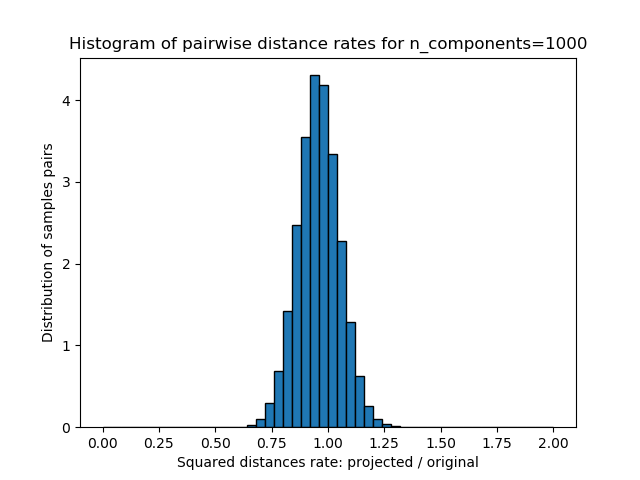 Histogram of pairwise distance rates for n_components=1000
Distribution of samples pairs
4
3
2
1
0
0.00 0.25 0.50 0.75 1.00 1.25 1.50 1.75 2.00
Squared distances rate: projected / original